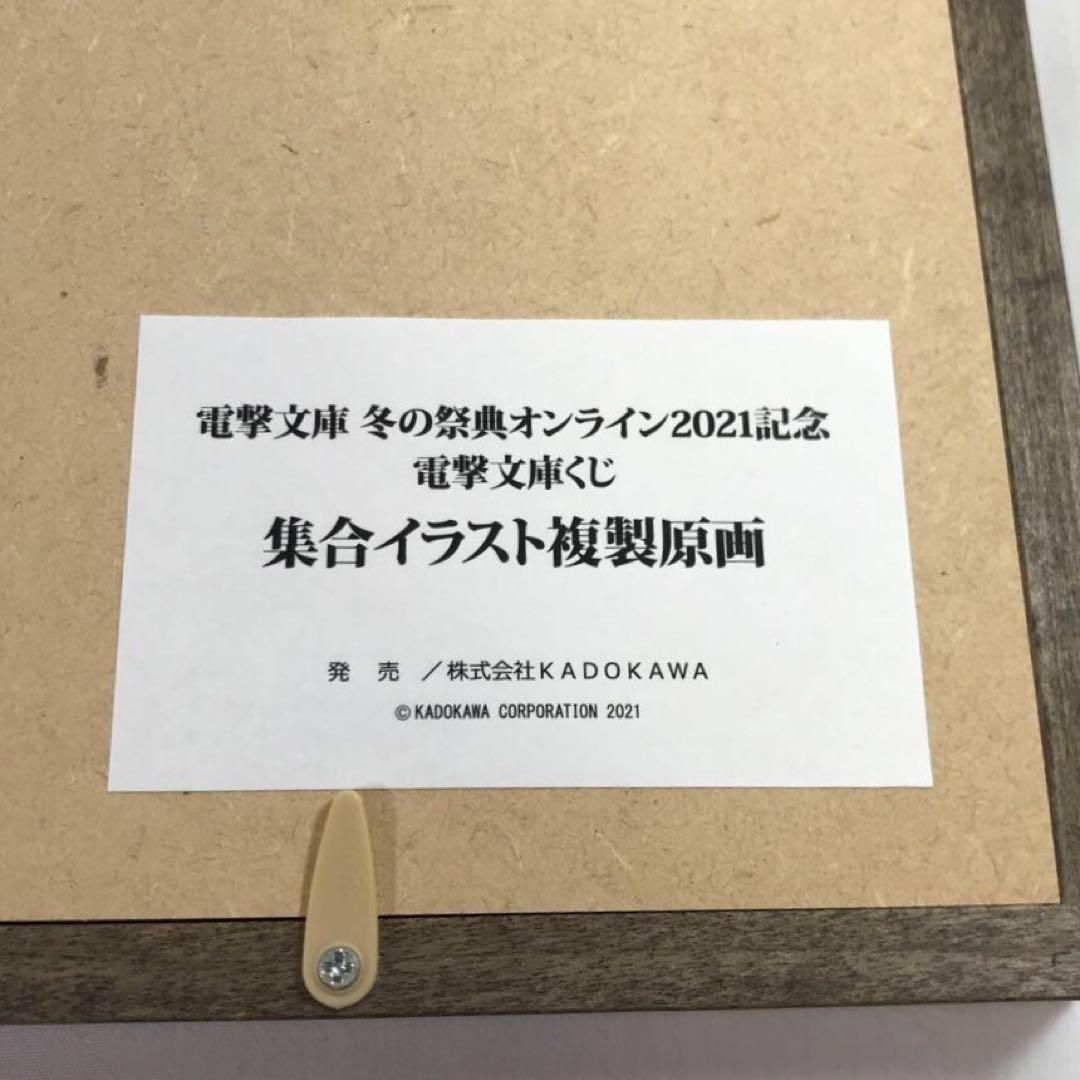 電撃文庫 冬の祭典オンライン2021記念
電撃文庫くじ
集合イラスト複製原画
発 売 ／株式会社KADOKAWA
©KADOKAWA CORPORATION 2021